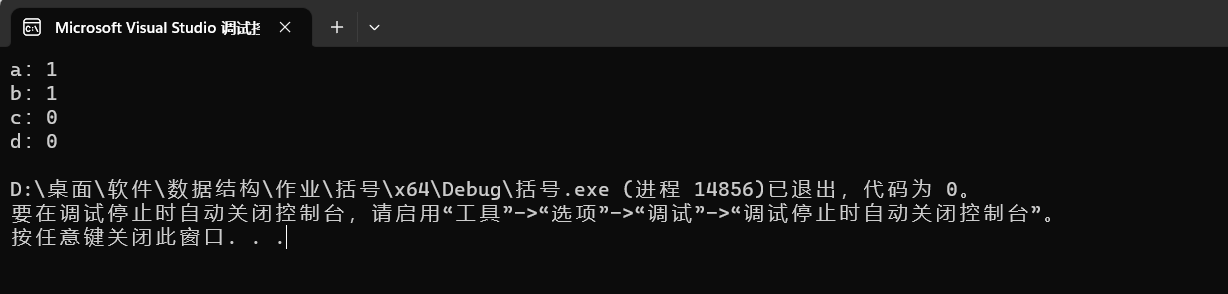 Microsoft Visual Studio 调试
a: 1
b: 1
c: 0
d: 0
D:\桌面\软件\数据结构\作业\括号\x64\Debug\括号.exe (进程 14856)已退出，代码为 0。
要在调试停止时自动关闭控制台，请启用“工具”->“选项”->“调试”->“调试停止时自动关闭控制台”。
按任意键关闭此窗口. . .